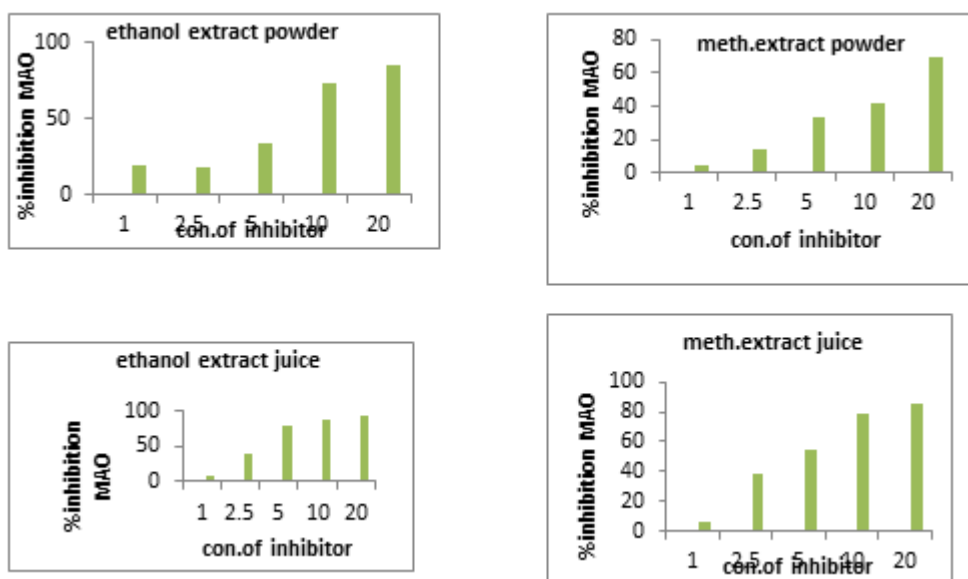 ethanol extract powder
%inhibition MAO
100
50
0
1 2.5 5 10 20
con.of inhibitor
meth.extract powder
%inhibition MAO
80
60
40
20
0
1 2.5 5 10 20
con.of inhibitor
ethanol extract juice
%inhibition
MAO
100
50
0
1 2.5 5 10 20
con.of inhibitor
meth.extract juice
%inhibition MAO
100
80
60
40
20
0
1 2.5 5 10 20
con.of inhibitor